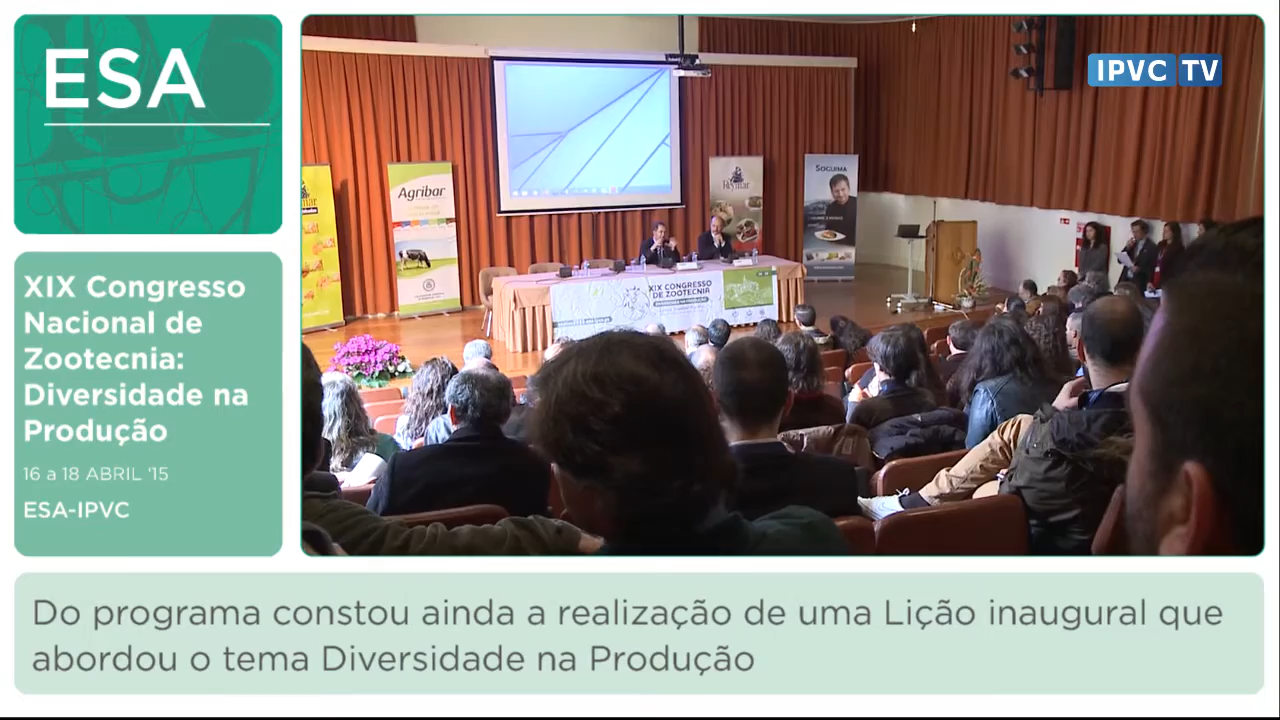 ESA
XIX Congresso
Nacional de
Zootecnia:
Diversidade na
Produção
16 a 18 ABRIL '15
ESA-IPVC
IPVC TV
Agribar
SOGUIMA
XIX CONGRESSO
DE ZOOTECNIA
Do programa constou ainda a realização de uma Lição inaugural que
abordou o tema Diversidade na Produção